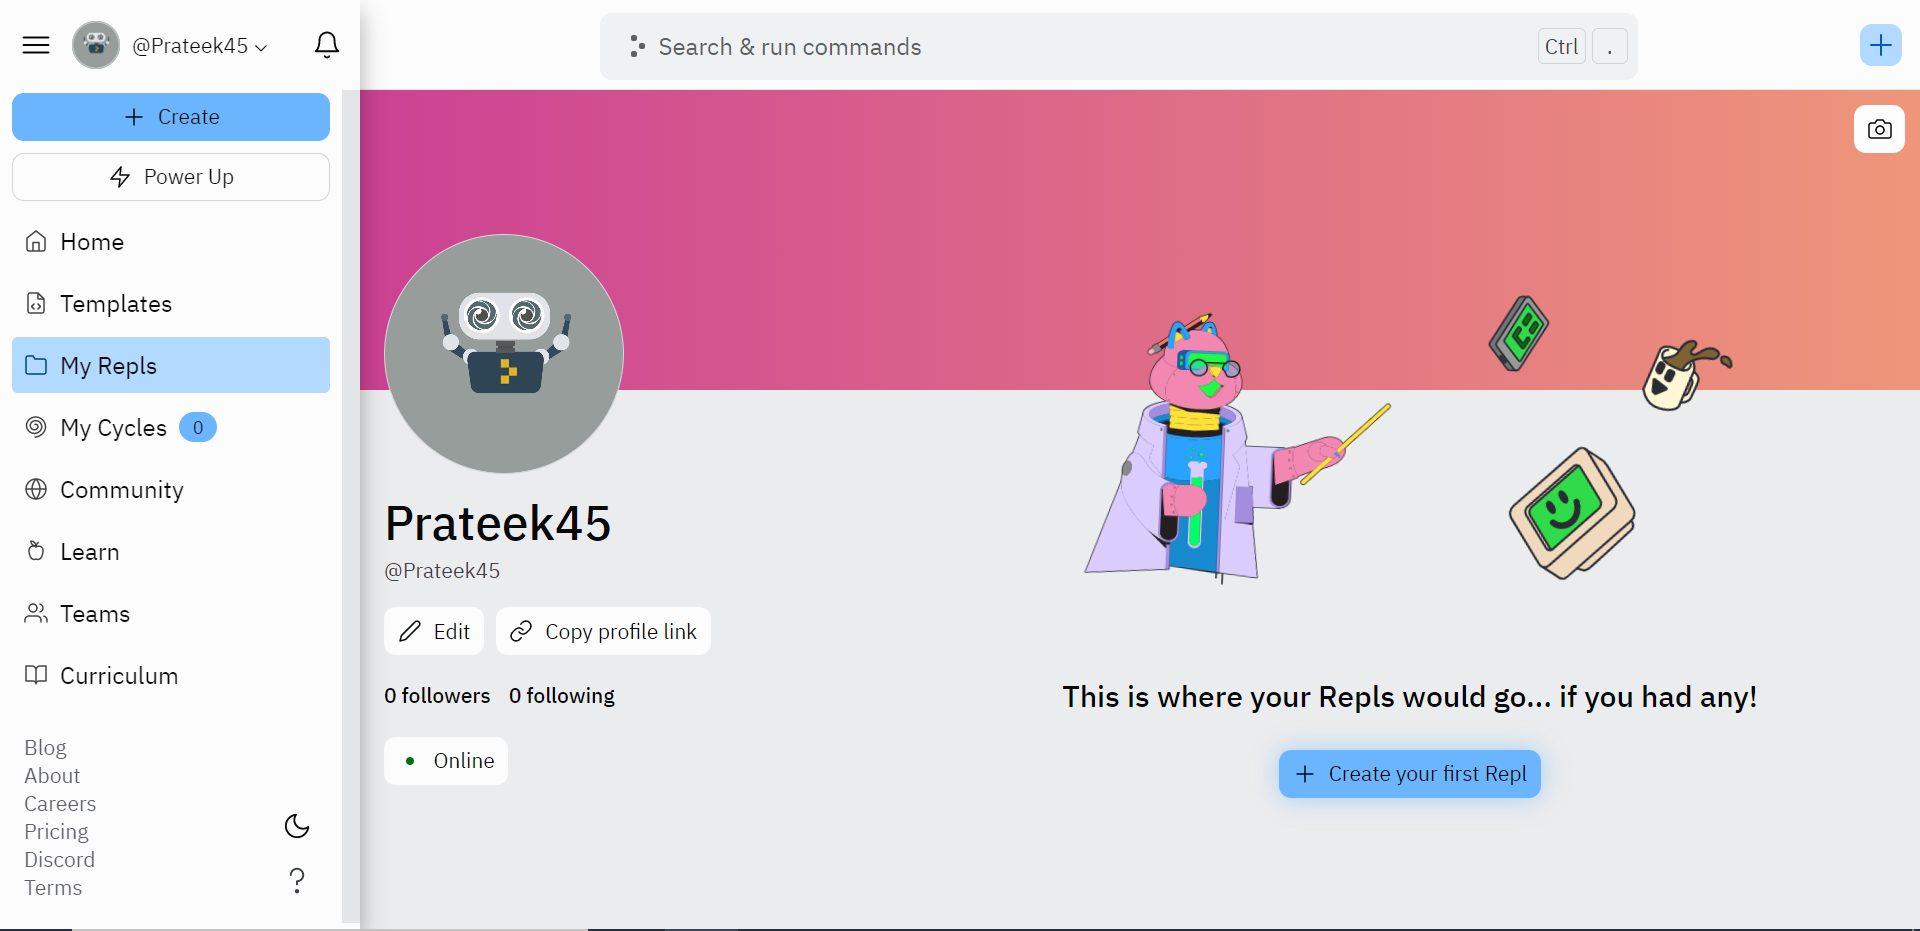 @Prateek45
Search & run commands
Ctrl
.
Create
Power Up
Home
Templates
My Repls
My Cycles 0
Community
Learn
Teams
Curriculum
Blog
About
Careers
Pricing
Discord
Terms
Prateek45
@Prateek45
Edit
Copy profile link
0 followers 0 following
Online
This is where your Repls would go... if you had any!
Create your first Repl